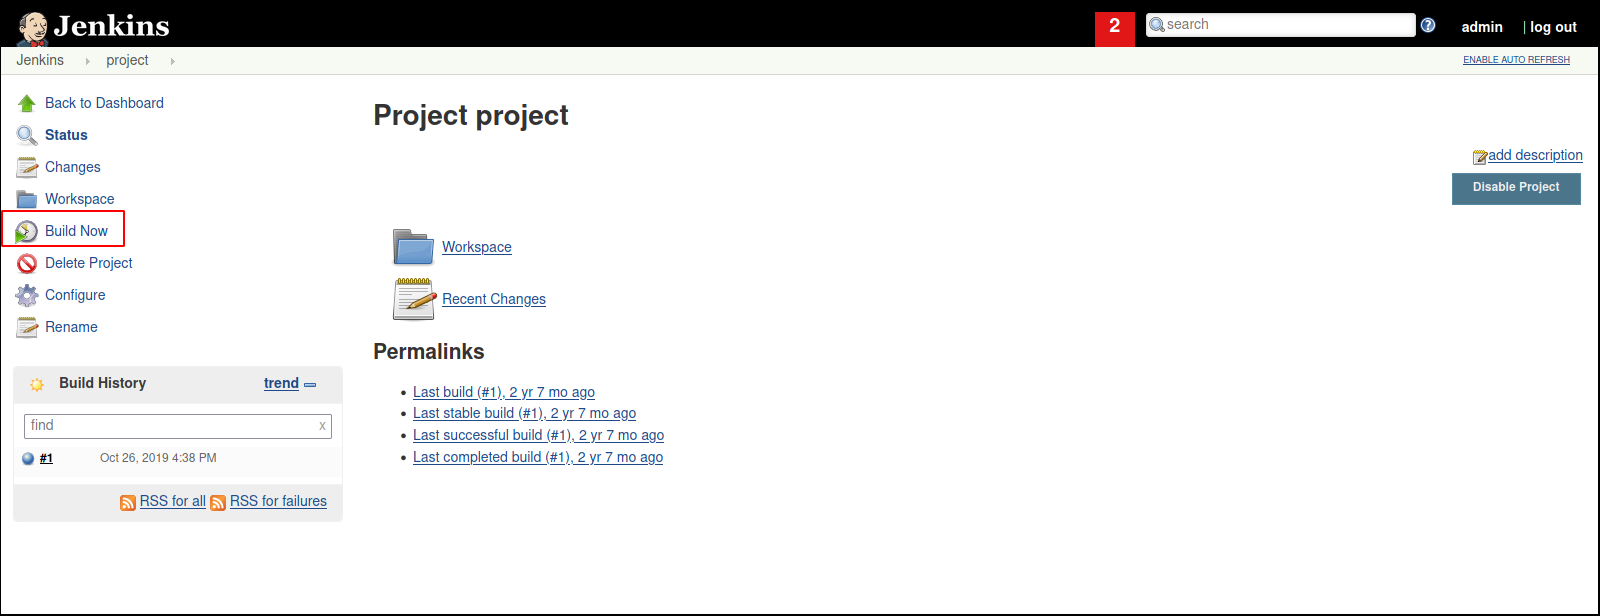 Jenkins
2
search
admin
| log out
Jenkins
project
ENABLE AUTO REFRESH
Back to Dashboard
Status
Changes
Workspace
Build Now
Delete Project
Configure
Rename
Build History
trend
find
x
#1 Oct 26, 2019 4:38 PM
RSS for all RSS for failures
Project project
add description
Disable Project
Workspace
Recent Changes
Permalinks
Last build (#1), 2 yr 7 mo ago
Last stable build (#1), 2 yr 7 mo ago
Last successful build (#1), 2 yr 7 mo ago
Last completed build (#1), 2 yr 7 mo ago